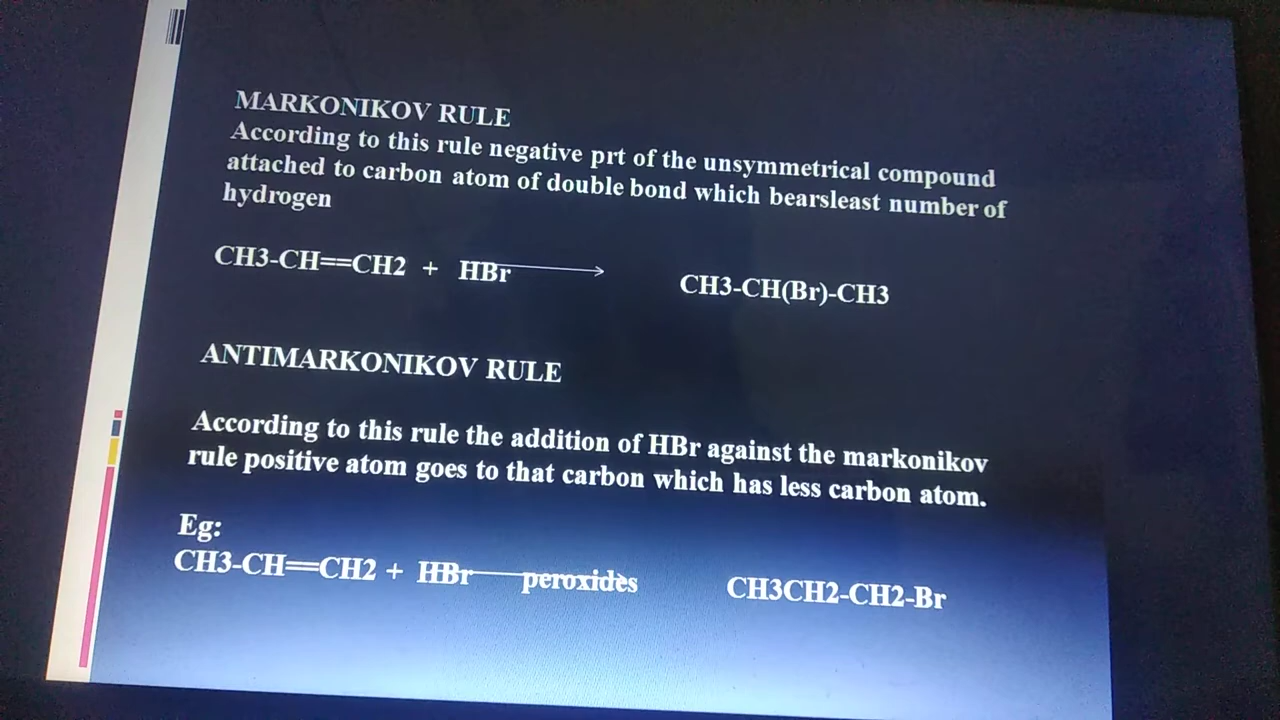 MARKONIKOV RULE
According to this rule negative prt of the unsymmetrical compound
attached to carbon atom of double bond which bearsleast number of
hydrogen
CH3-CH==CH2 + HBr CH3-CH(Br)-CH3
ANTIMARKONIKOV RULE
According to this rule the addition of HBr against the markonikov
rule positive atom goes to that carbon which has less carbon atom.
Eg:
CH3-CH==CH2 + HBr peroxides CH3CH2-CH2-Br